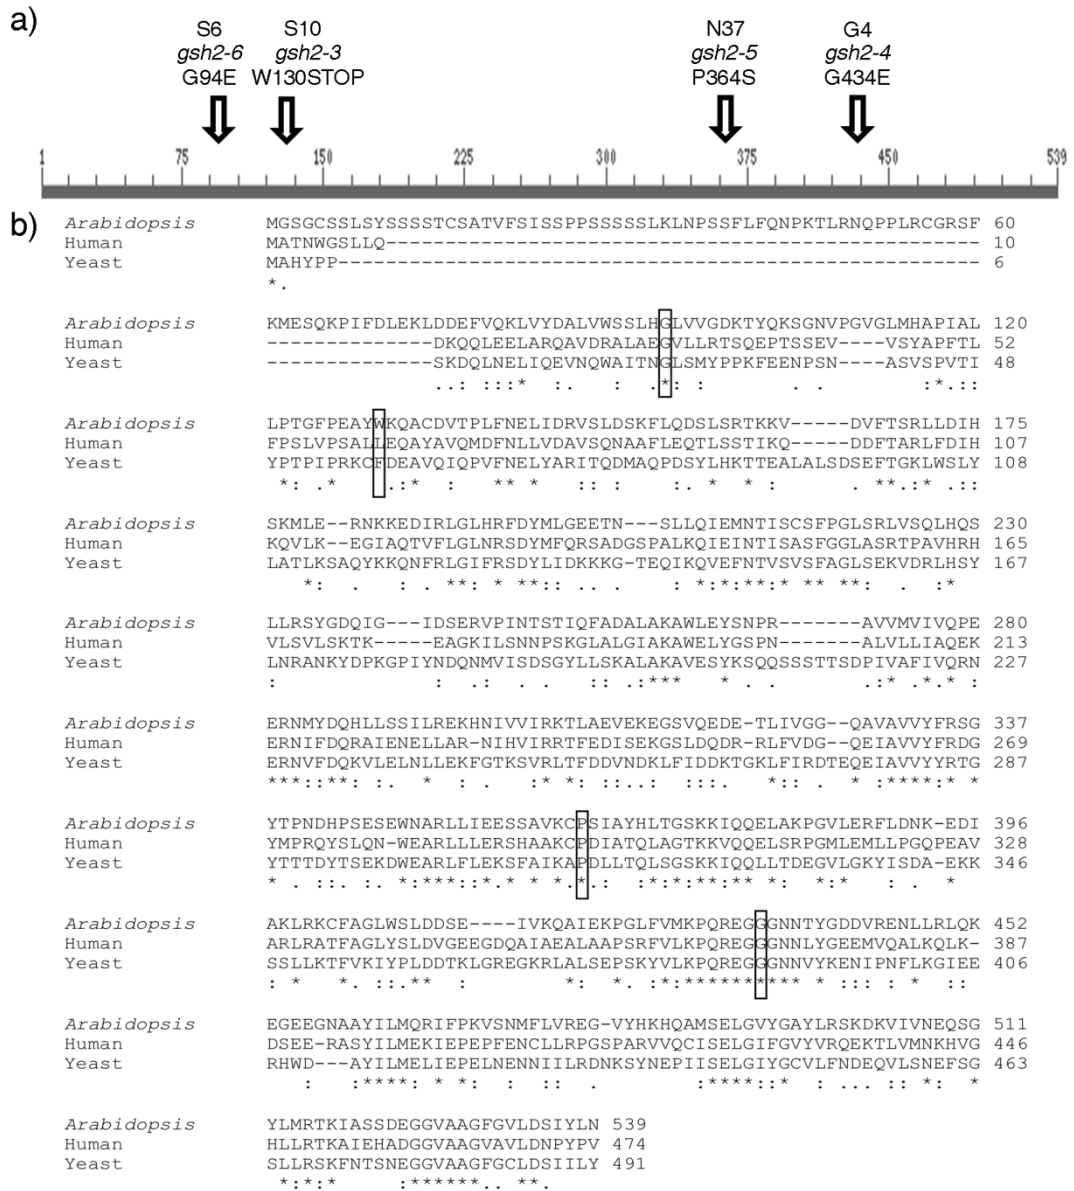 a)
S6 S10 N37 G4
gsh2-6 gsh2-3 gsh2-5 gsh2-4
G94E W130STOP P364S G434E
1 75 150 225 300 375 450 539
b)
Arabidopsis MGSGCSSLSYSSSSTCSATVFSISSPPSSSSSLKLNPSSFLFQNPKTLRNQPPLRCGRSF 60
Human MATNWGSLLQ-------------------------------------------------- 10
Yeast MAHYPP------------------------------------------------------ 6
*.
Arabidopsis KMESQKPIFDLEKLDDEFVQKLVYDALVWSSLHGLVVGDKTYQKSGNVPGVGLMHAPIAL 120
Human --------------DKQQLEELARQAVDRALAEGVLLRTSQEPTSSEV----VSYAPFTL 52
Yeast --------------SKDQLNELIQEVNQWAITNGLSMYPPKFEENPSN----ASVSPVTI 48
..: :::* :. : .*: : . . :*.::
Arabidopsis LPTGFPEAYWKQACDVTPLFNELIDRVSLDSKFLQDSLSRTKKV-----DVFTSRLLDIH 175
Human FPSLVPSALLEQAYAVQMDFNLLVDAVSQNAAFLEQTLSSTIKQ-----DDFTARLFDIH 107
Yeast YPTPIPRKCFDEAVQIQPVFNELYARITQDMAQPDSYLHKTTEALALSDSEFTGKLWSLY 108
*: .* .:* : ** * :: : :. * * : . **.:* .::
Arabidopsis SKMLE--RNKKEDIRLGLHRFDYMLGEETN---SLLQIEMNTISCSFPGLSRLVSQLHQS 230
Human KQVLK--EGIAQTVFLGLNRSDYMFQRSADGSPALKQIEINTISASFGGLASRTPAVHRH 165
Yeast LATLKSAQYKKQNFRLGIFRSDYLIDKKKG-TEQIKQVEFNTVSVSFAGLSEKVDRLHSY 167
*: : . **: * **:: .. . : *:*:**:* ** **: . :*
Arabidopsis LLRSYGDQIG---IDSERVPINTSTIQFADALAKAWLEYSNPR-------AVVMVIVQPE 280
Human VLSVLSKTK----EAGKILSNNPSKGLALGIAKAWELYGSPN-------ALVLLIAQEK 213
Yeast LNRANKYDPKGPIYNDQNMVISDSGYLLSKALAKAVESYKSQQSSSTTSDPIVAFIVQRN 227
: : .: . . :: .:*** * . . .:* .*.* :
Arabidopsis ERNMYDQHLLSSILREKHNIVVIRKTLAEVEKEGSVQEDE-TLIVGG--QAVAVVYFRSG 337
Human ERNIFDQRAIENELLAR-NIHVIRRTFEDISEKGSLDQDR-RLFVDG--QEIAVVYFRDG 269
Yeast ERNVFDQKVLELNLLEKFGTKSVRLTFDDVNDKLFIDDKTGKLFIRDTEQEIAVVYYRTG 287
***::**: :. * : . :* *: ::.: ::. *:: . * :****:* *
Arabidopsis YTPNDHPSESEWNARLLIEESSAVKCPSIAYHLTGSKKIQQELAKPGVLERFLDNK-EDI 396
Human YMPRQYSLQN-WEARLLLERSHAAKCPDIATQLAGTKKVQQELSRPGMLEMLLPGQPEAV 328
Yeast YTTTDYTSEKDWEARLFLEKSFAIKAPDLLTQLSGSKKIQQLLTDEGVLGKYISDA-EKK 346
* . :: :. *:***::*.* * *.*.: :*:*:**:** *: *:* : . *
Arabidopsis AKLRKCFAGLWSLDDSE----IVKQAIEKPGLFVMKPQREGGGNNTYGDDVRENLLRLQK 452
Human ARLRATFAGLYSLDVGEEGDQAIAEALAAPSRFVLKPQREGGGNNLYGEEMVQALKQLK- 387
Yeast SSLLKTFVKIYPLDDTKLGREGKRLALSEPSKYVLKPQREGGGNNVYKENIPNFLKGIEE 406
: * *. ::.** : *: *. :*:********** * ::: : * ::
Arabidopsis EGEEGNAAYILMQRIFPKVSNMFLVREG-VYHKHQAMSELGVYGAYLRSKDKVIVNEQSG 511
Human DSEE-RASYILMEKIEPEPFENCLLRPGSPARVVQCISELGIFGVYVRQEKTLVMNKHVG 446
Yeast RHWD---AYILMELIEPELNENNIILRDNKSYNEPIISELGIYGCVLFNDEQVLSNEFSG 463
: :****: * *: : :: . :****::* : ... :: *: *
Arabidopsis YLMRTKIASSDEGGVAAGFGVLDSIYLN 539
Human HLLRTKAIEHADGGVAAGVAVLDNPYPV 474
Yeast SLLRSKFNTSNEGGVAAGFGCLDSIILY 491
*:*:* :******.. **.